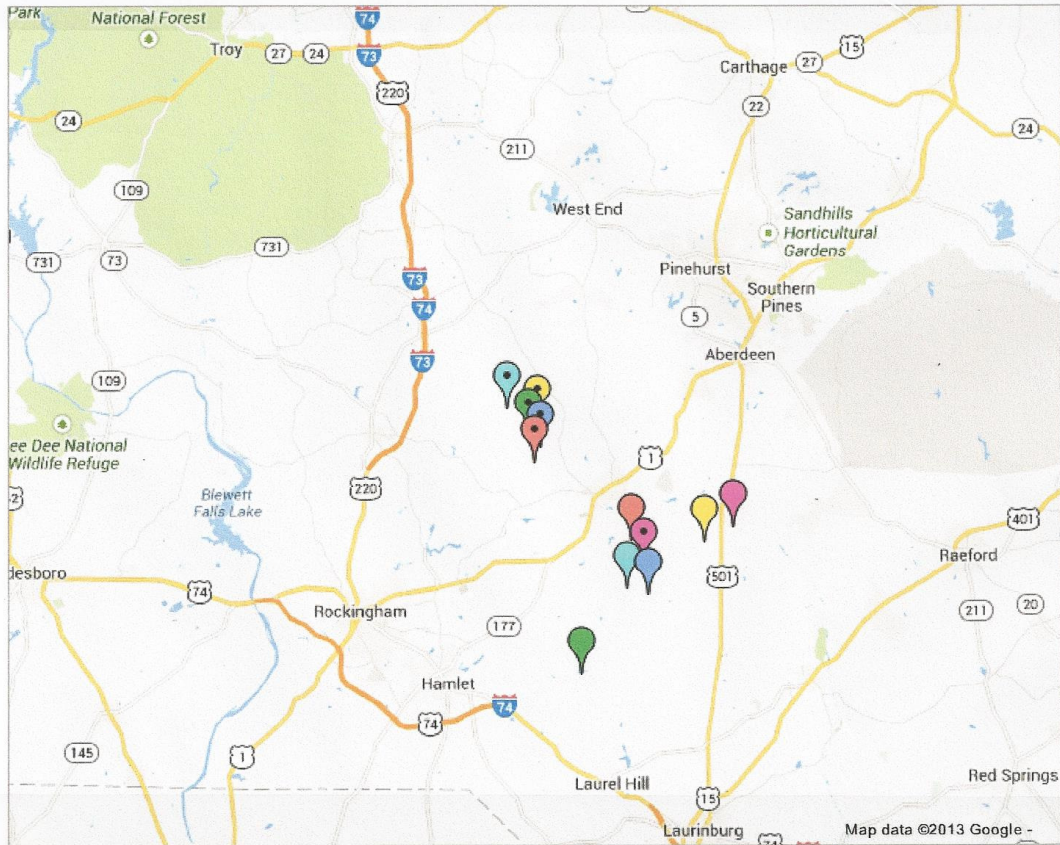 Park
National Forest
Troy
27
24
74
73
220
15
Carthage
27
22
24
24
211
109
West End
Sandhills
Horticultural
Gardens
731
731
73
73
74
Pinehurst
Southern
Pines
5
73
Aberdeen
109
ee Dee National
Wildlife Refuge
1
220
Blewett
Falls Lake
401
Raeford
desboro
74
501
Rockingham
177
211
20
Hamlet
74
74
145
1
Laurel Hill
15
Red Springs
Laurinburg
74
Map data ©2013 Google -